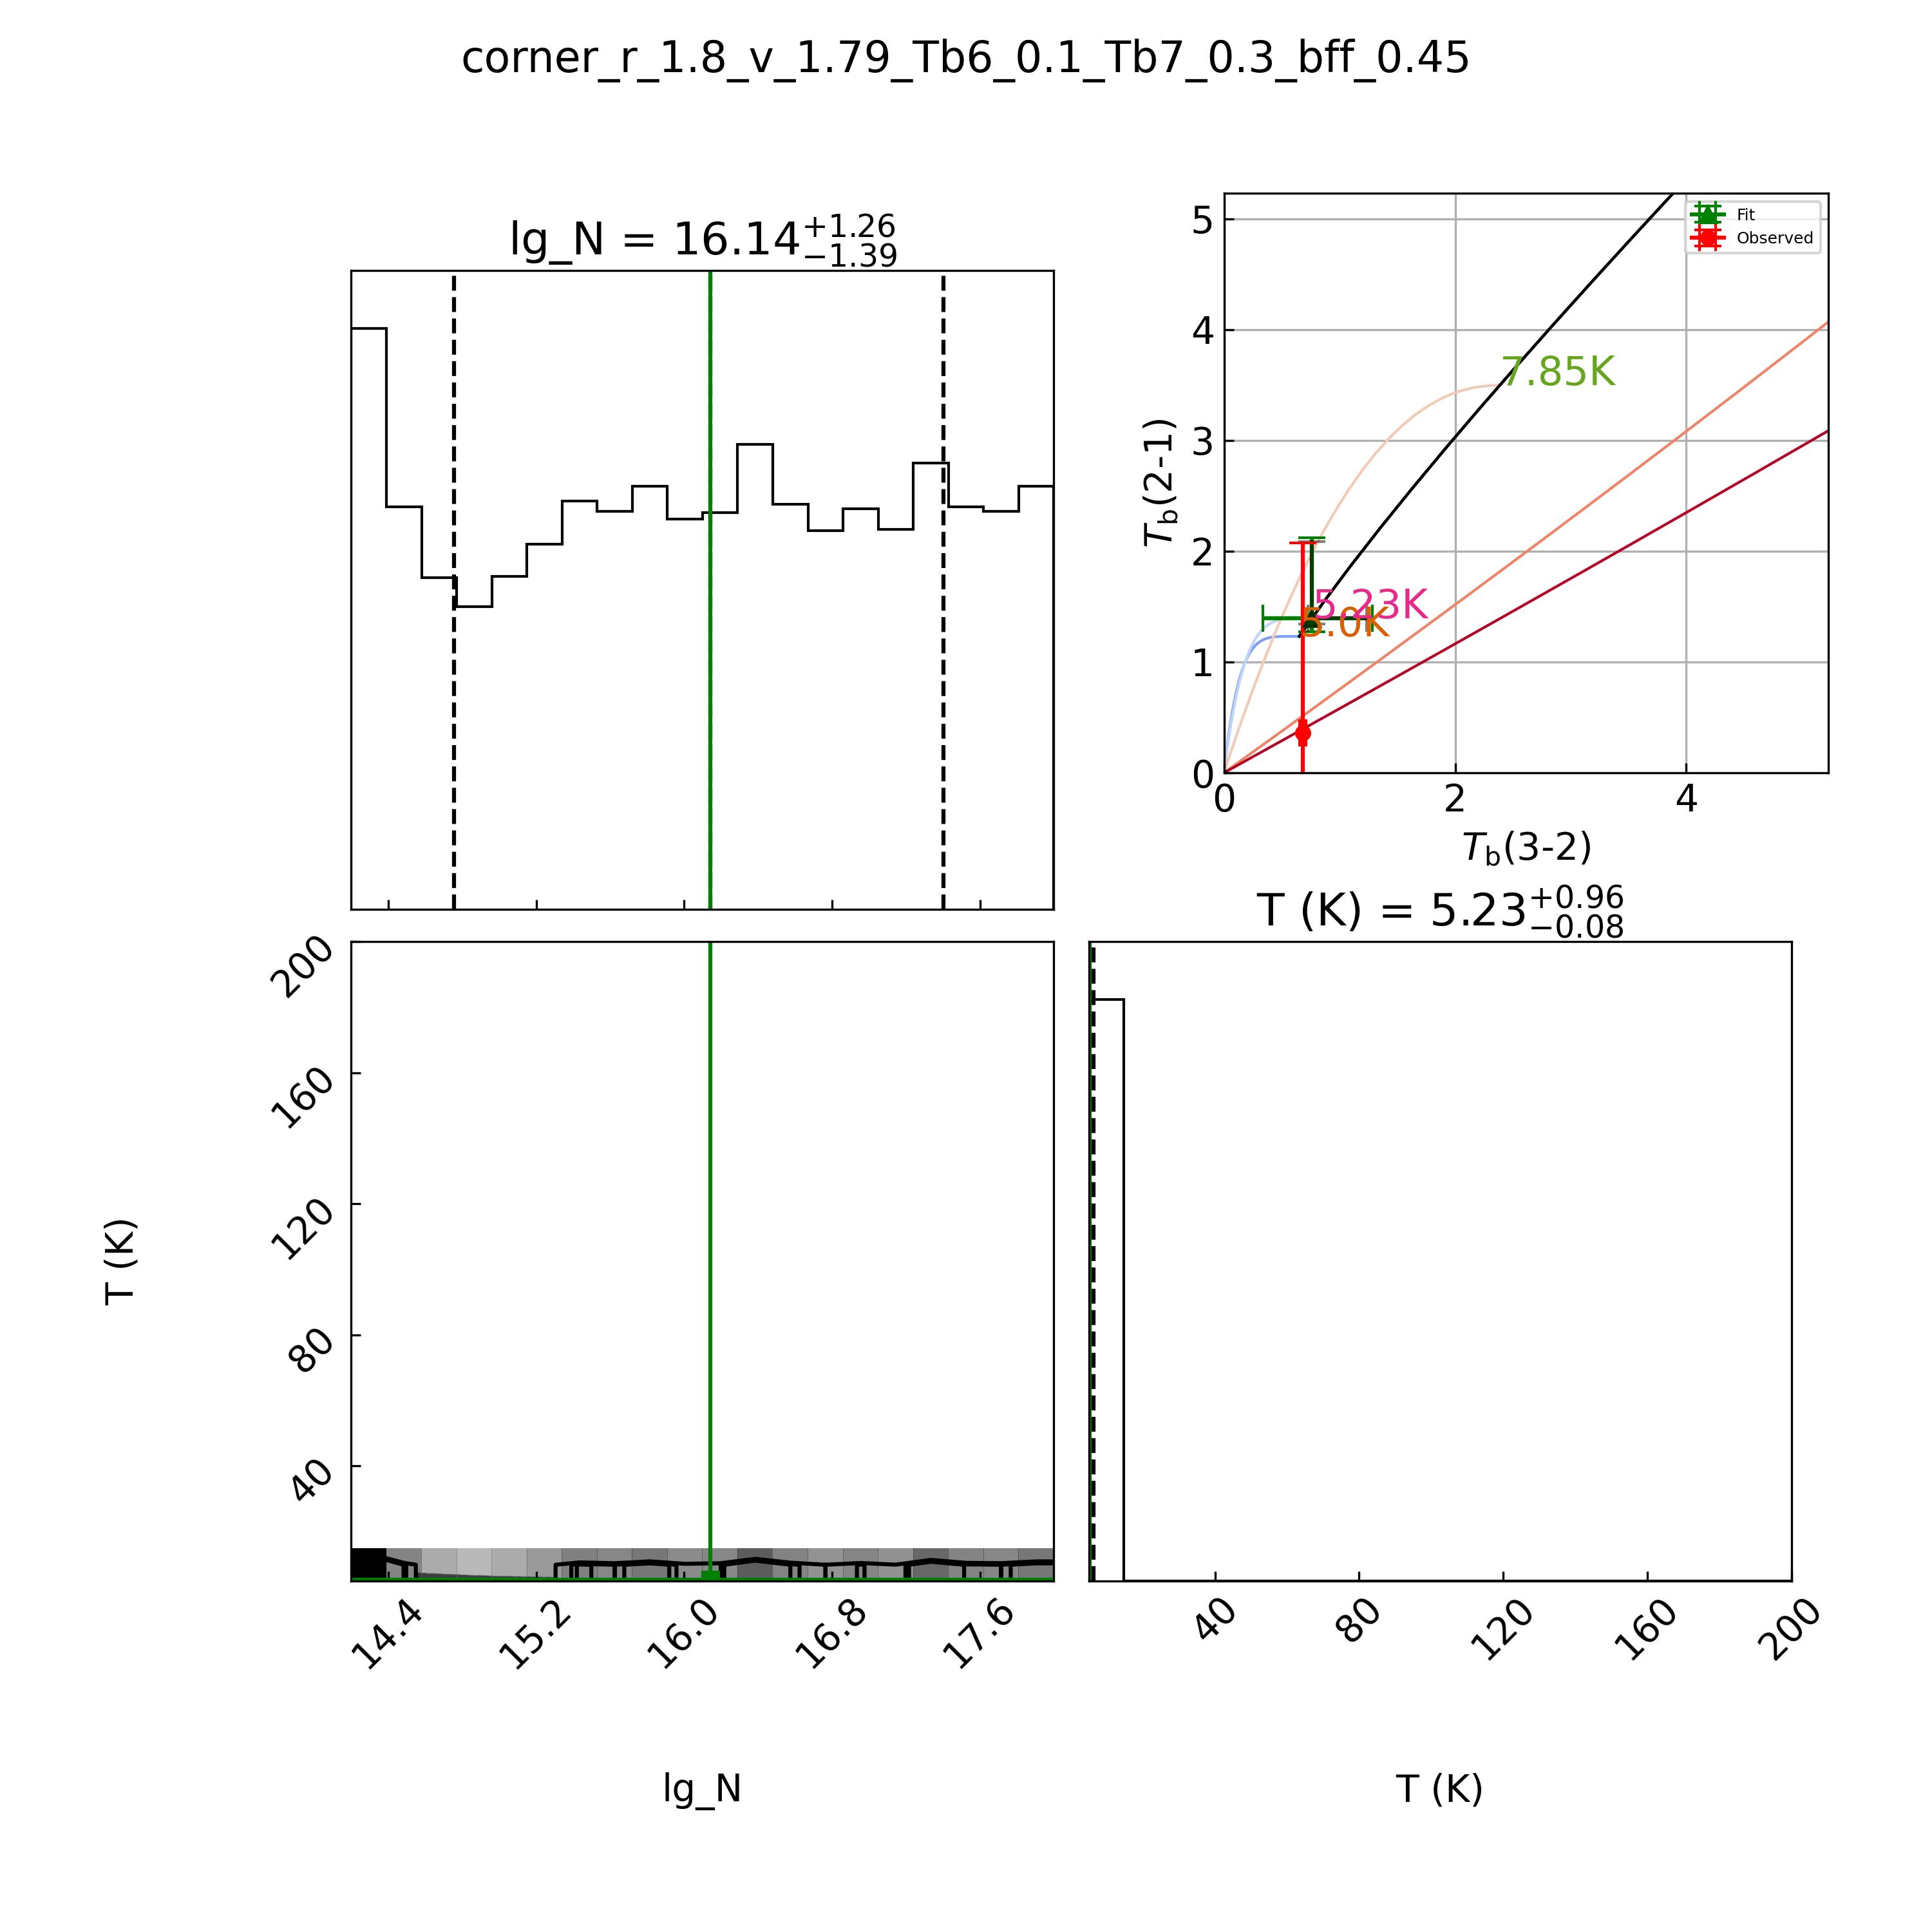 corner_r_1.8_v_1.79_Tb6_0.1_Tb7_0.3_bff_0.45
lg_N = 16.14+1.26 −1.39
5
4
3
2
1
0
0
2
4
Tb(2-1)
Tb(3-2)
Fit
Observed
7.85K
5.23K
5.0K
T (K) = 5.23+0.96 −0.08
200
160
120
80
40
T (K)
14.4
15.2
16.0
16.8
17.6
lg_N
40
80
120
160
200
T (K)